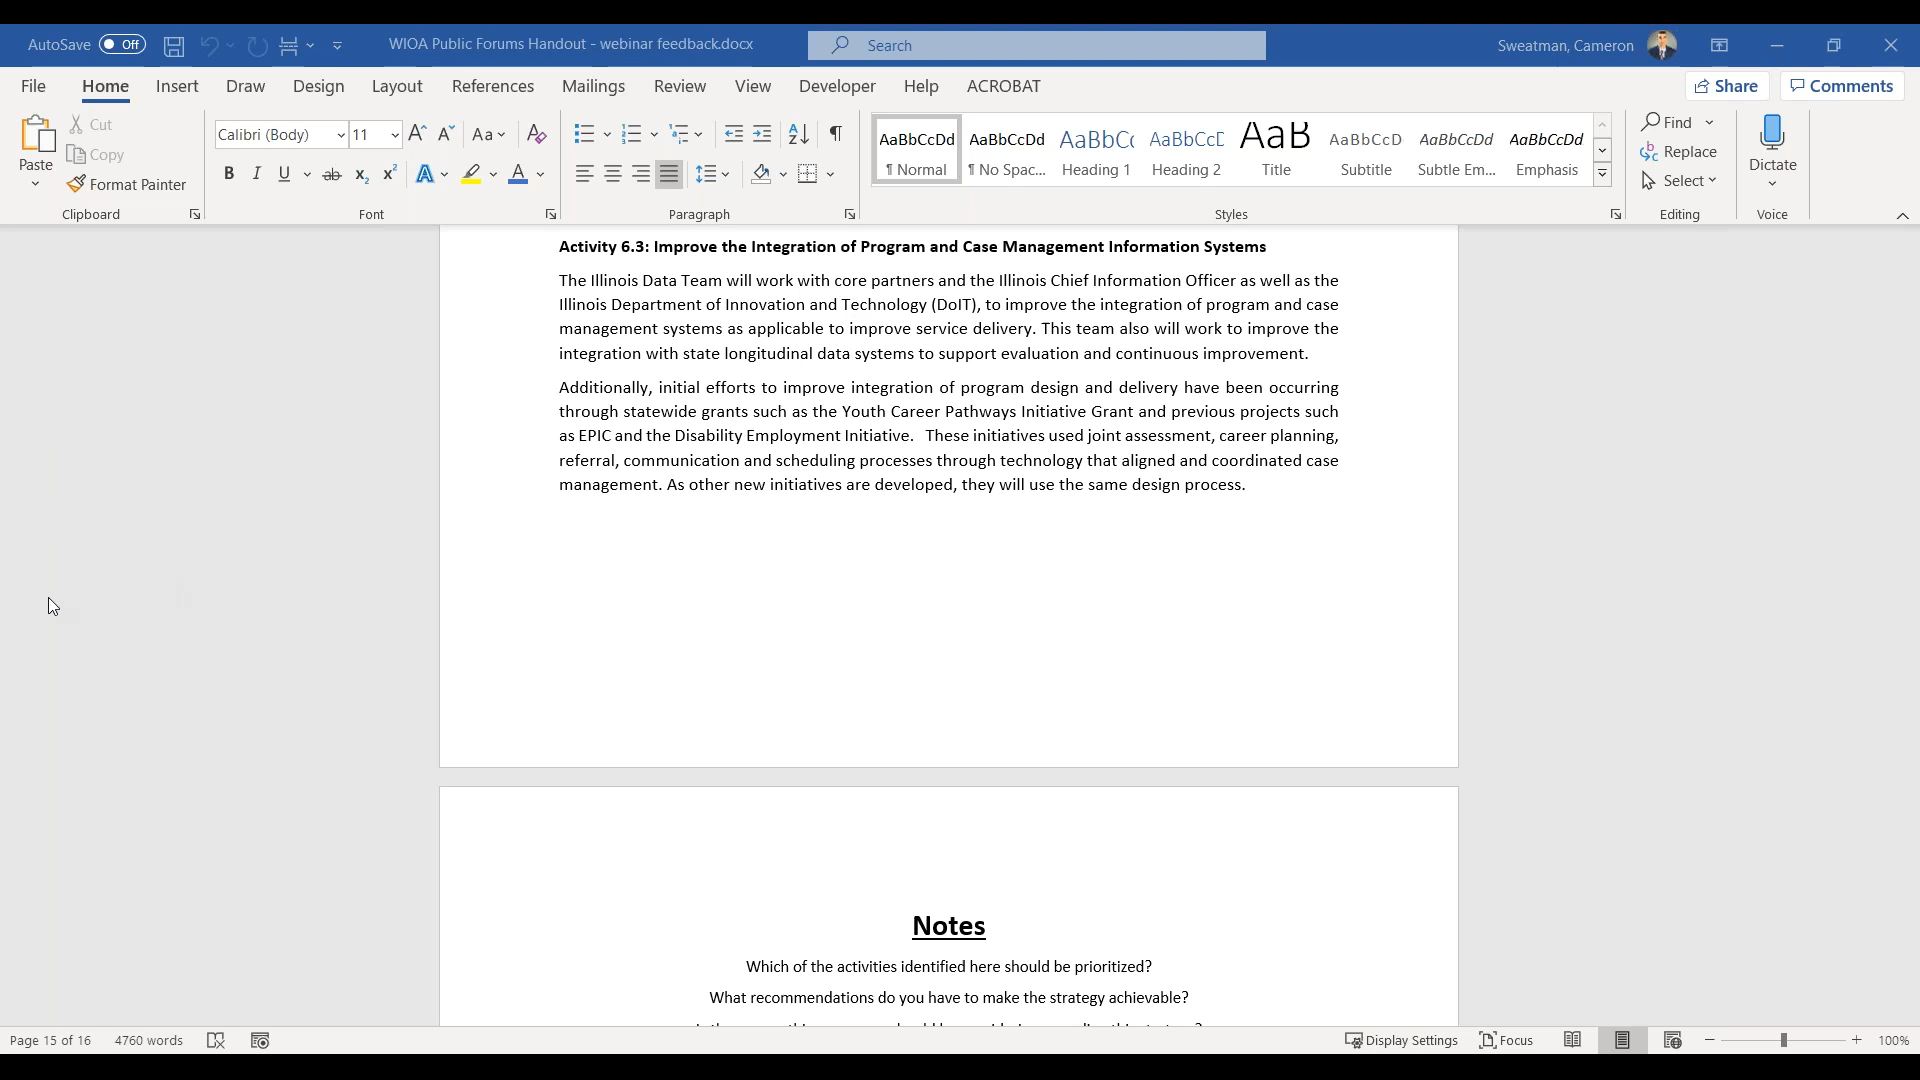 AutoSave Off WIOA Public Forums Handout - webinar feedback.docx Search Sweatman, Cameron
File Home Insert Draw Design Layout References Mailings Review View Developer Help ACROBAT Share Comments
Paste Cut Copy Format Painter
Calibri (Body) 11 Aa
B I U ab x₂ x² A A
AaBbCcDd AaBbCcDd AaBbC AaBbCcD AaB AaBbCcD AaBbCcDd AaBbCcDd
¶ Normal ¶ No Spac... Heading 1 Heading 2 Title Subtitle Subtle Em... Emphasis
Find Replace Select
Dictate
Clipboard Font Paragraph Styles Editing Voice
Activity 6.3: Improve the Integration of Program and Case Management Information Systems
The Illinois Data Team will work with core partners and the Illinois Chief Information Officer as well as the
Illinois Department of Innovation and Technology (DoIT), to improve the integration of program and case
management systems as applicable to improve service delivery. This team also will work to improve the
integration with state longitudinal data systems to support evaluation and continuous improvement.
Additionally, initial efforts to improve integration of program design and delivery have been occurring
through statewide grants such as the Youth Career Pathways Initiative Grant and previous projects such
as EPIC and the Disability Employment Initiative. These initiatives used joint assessment, career planning,
referral, communication and scheduling processes through technology that aligned and coordinated case
management. As other new initiatives are developed, they will use the same design process.
Notes
Which of the activities identified here should be prioritized?
What recommendations do you have to make the strategy achievable?
Page 15 of 16 4760 words Display Settings Focus 100%